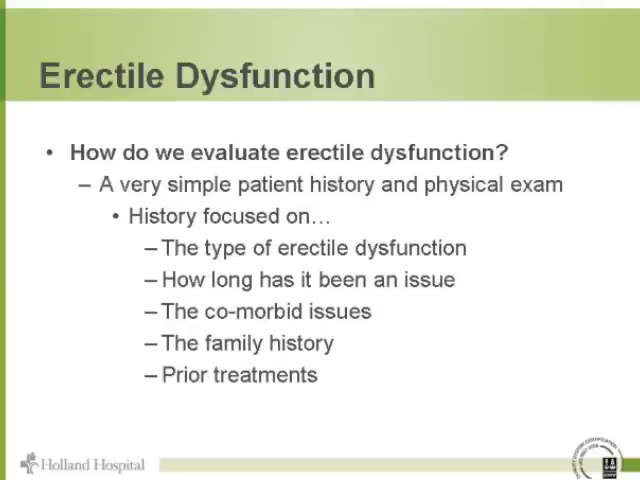 Erectile Dysfunction
• How do we evaluate erectile dysfunction?
– A very simple patient history and physical exam
• History focused on…
– The type of erectile dysfunction
– How long has it been an issue
– The co-morbid issues
– The family history
– Prior treatments
Holland Hospital